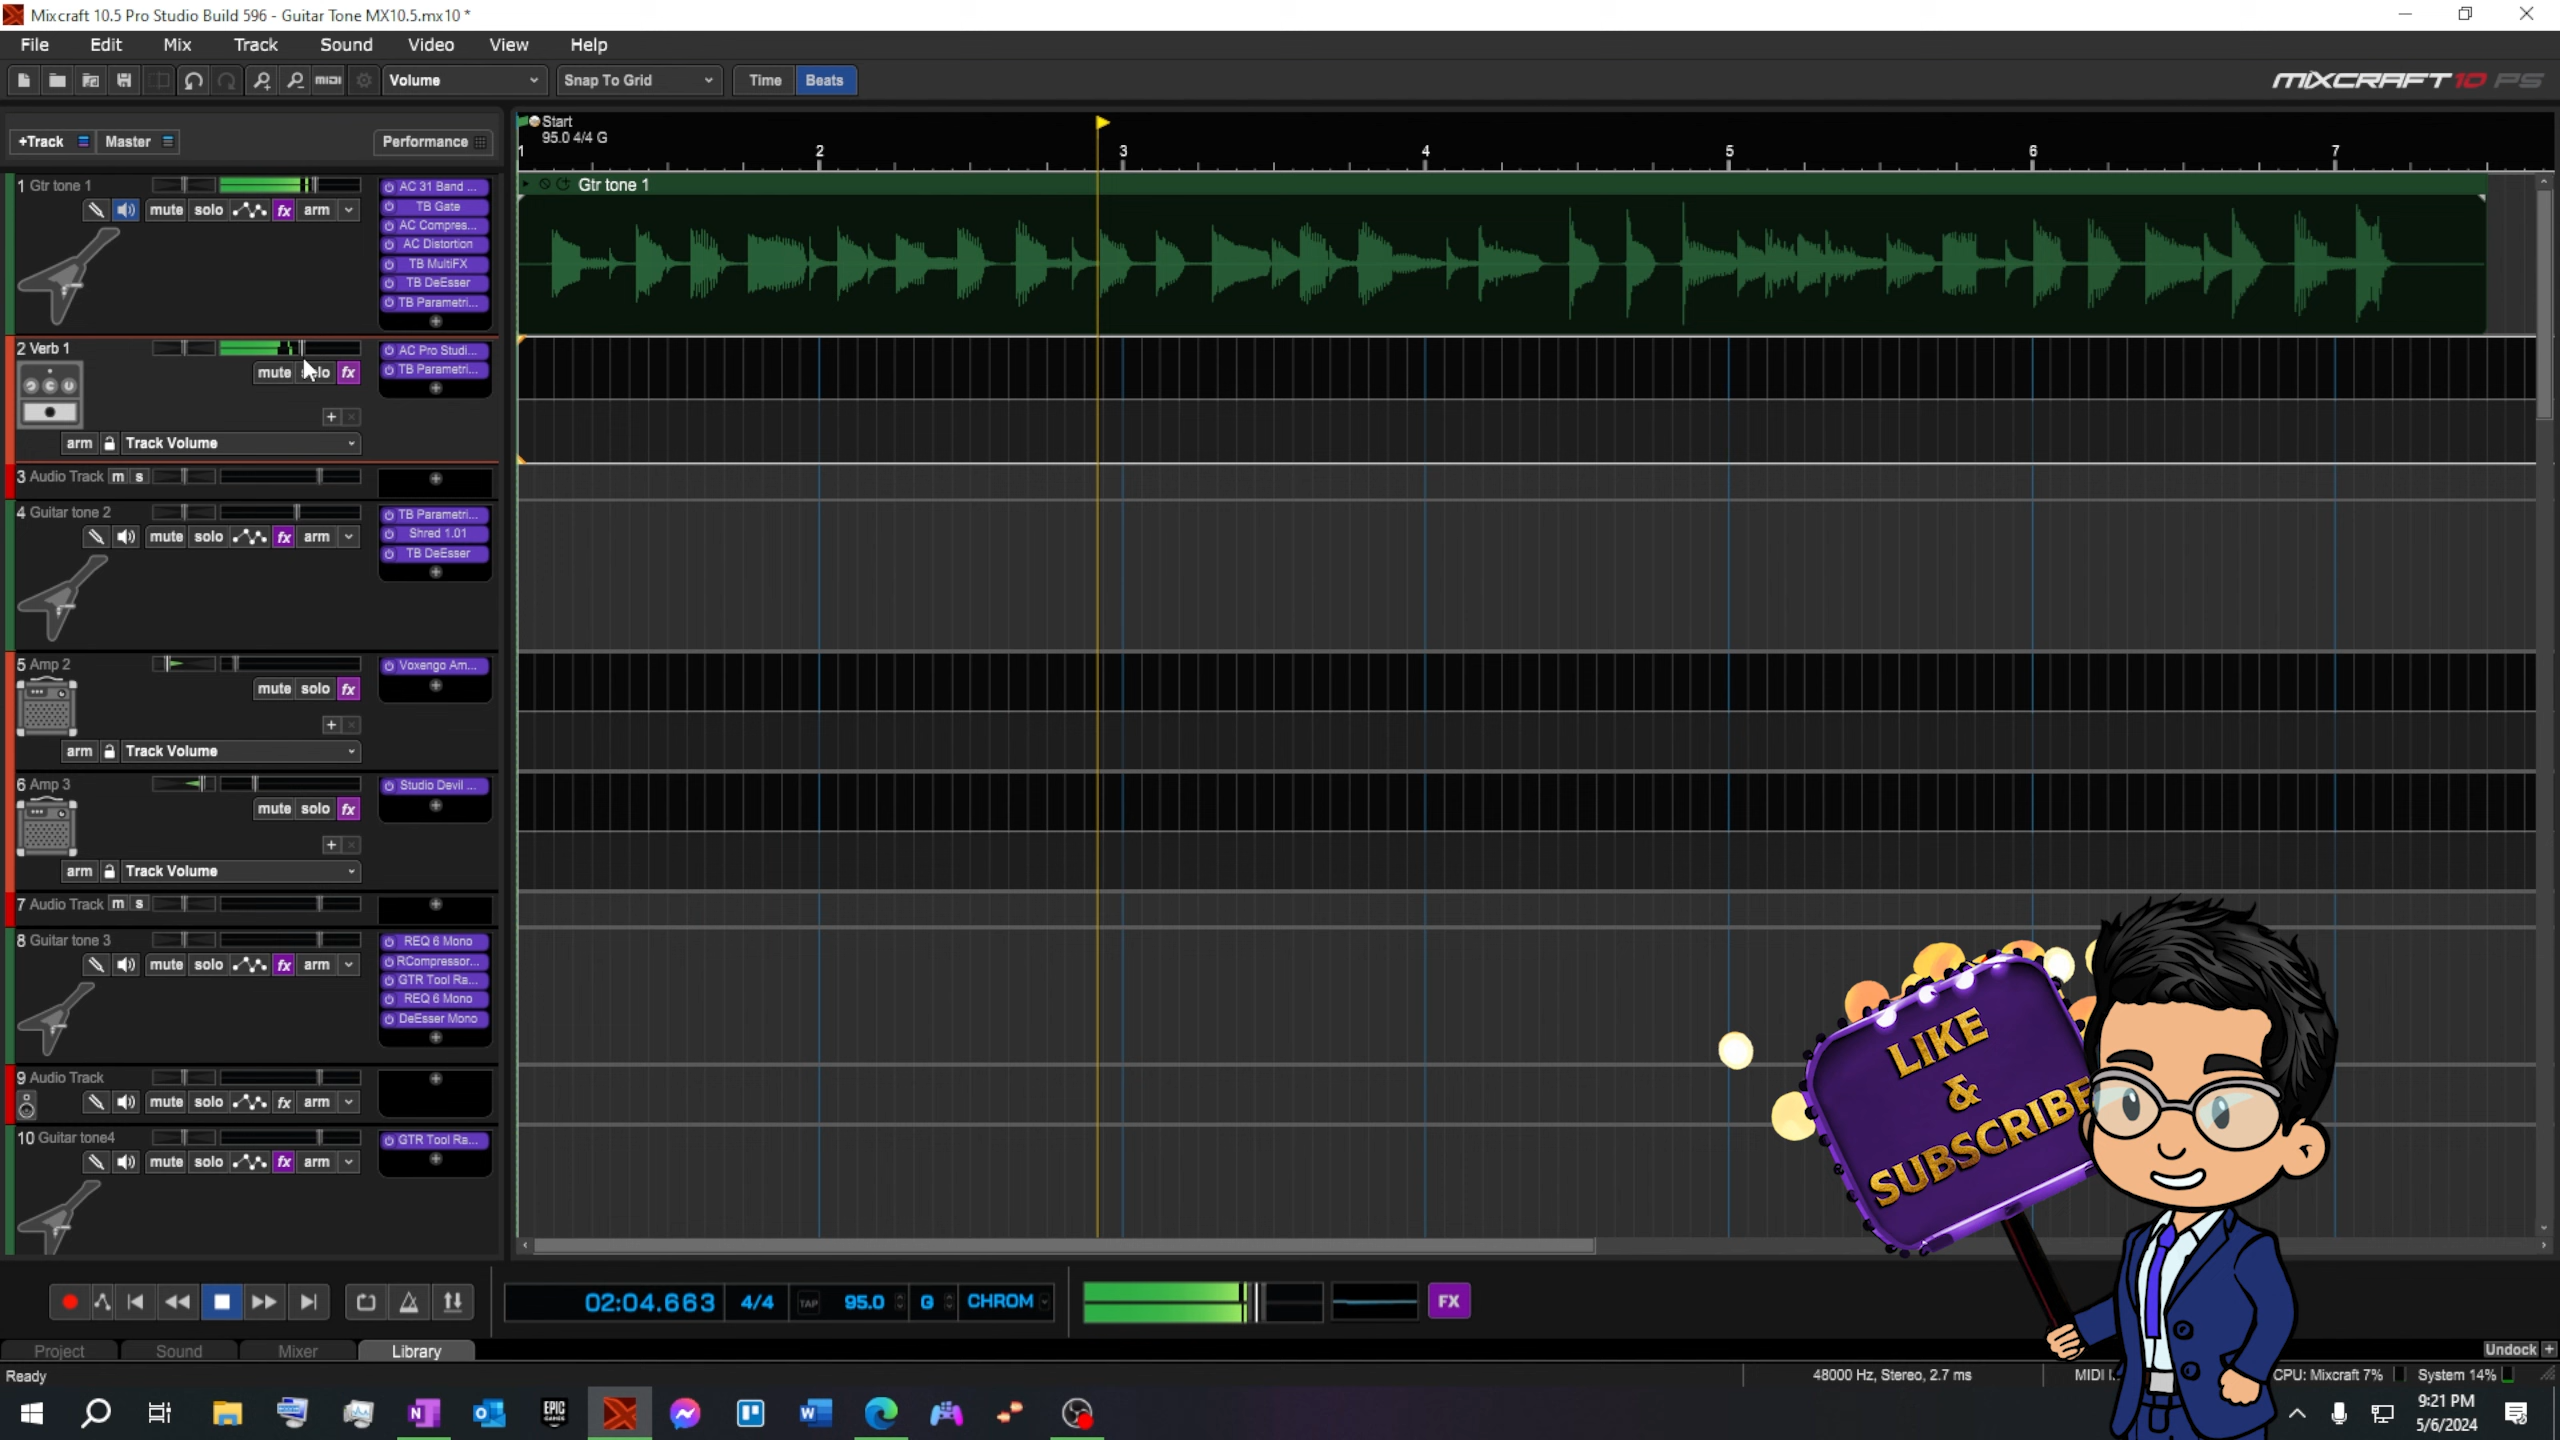 Mixcraft 10.5 Pro Studio Build 596 - Guitar Tone MX10.5.mx10 *
File Edit Mix Track Sound Video View Help
MIDI Volume Snap To Grid Time Beats MIXCRAFT 10 PS
+Track Master Performance
Start
95.0 4/4 G
1 2 3 4 5 6 7
1 Gtr tone 1
mute solo fx arm
AC 31 Band ...
TB Gate
AC Compres...
AC Distortion
TB MultiFX
TB DeEsser
TB Parametri...
Gtr tone 1
2 Verb 1
mute solo fx
AC Pro Studi...
TB Parametri...
arm Track Volume
3 Audio Track m s
4 Guitar tone 2
mute solo fx arm
TB Parametri...
Shred 1.01
TB DeEsser
5 Amp 2
mute solo fx
Voxengo Am...
arm Track Volume
6 Amp 3
mute solo fx
Studio Devil ...
arm Track Volume
7 Audio Track m s
8 Guitar tone 3
mute solo fx arm
REQ 6 Mono
RCompressor...
GTR Tool Ra...
REQ 6 Mono
DeEsser Mono
9 Audio Track
mute solo fx arm
10 Guitar tone4
mute solo fx arm
GTR Tool Ra...
LIKE
&
SUBSCRIBE
02:04.663 4/4 TAP 95.0 G CHROM FX
Project Sound Mixer Library
Undock
Ready
48000 Hz, Stereo, 2.7 ms
CPU: Mixcraft 7% System 14%
EPIC
GAMES
9:21 PM
5/6/2024